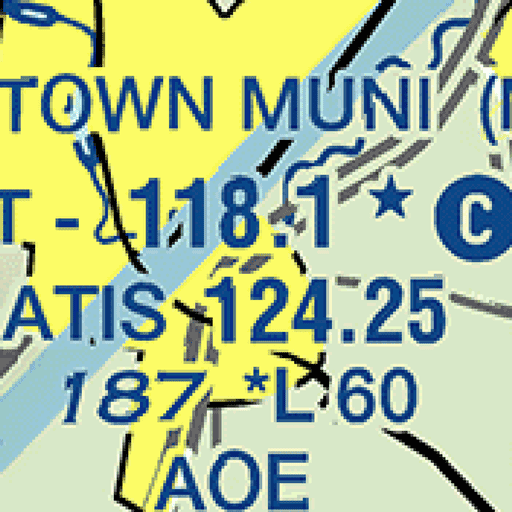 TOWN MUNI (
T - 118.1 ★ C
ATIS 124.25
187 *L 60
AOE